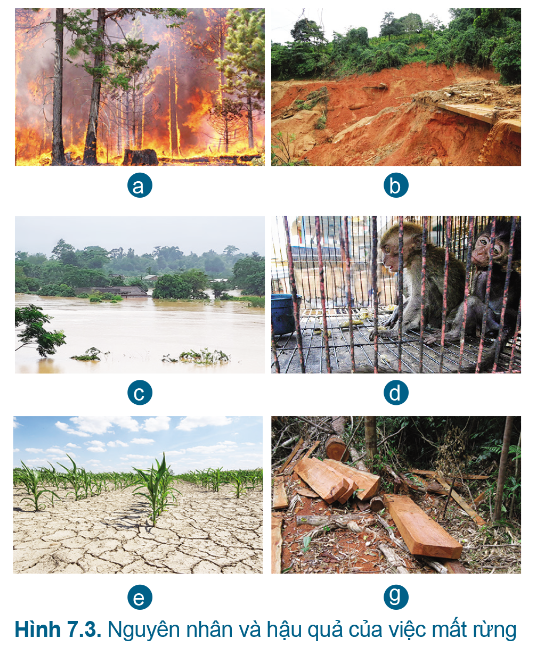 a
b
c
d
e
g
Hình 7.3. Nguyên nhân và hậu quả của việc mất rừng